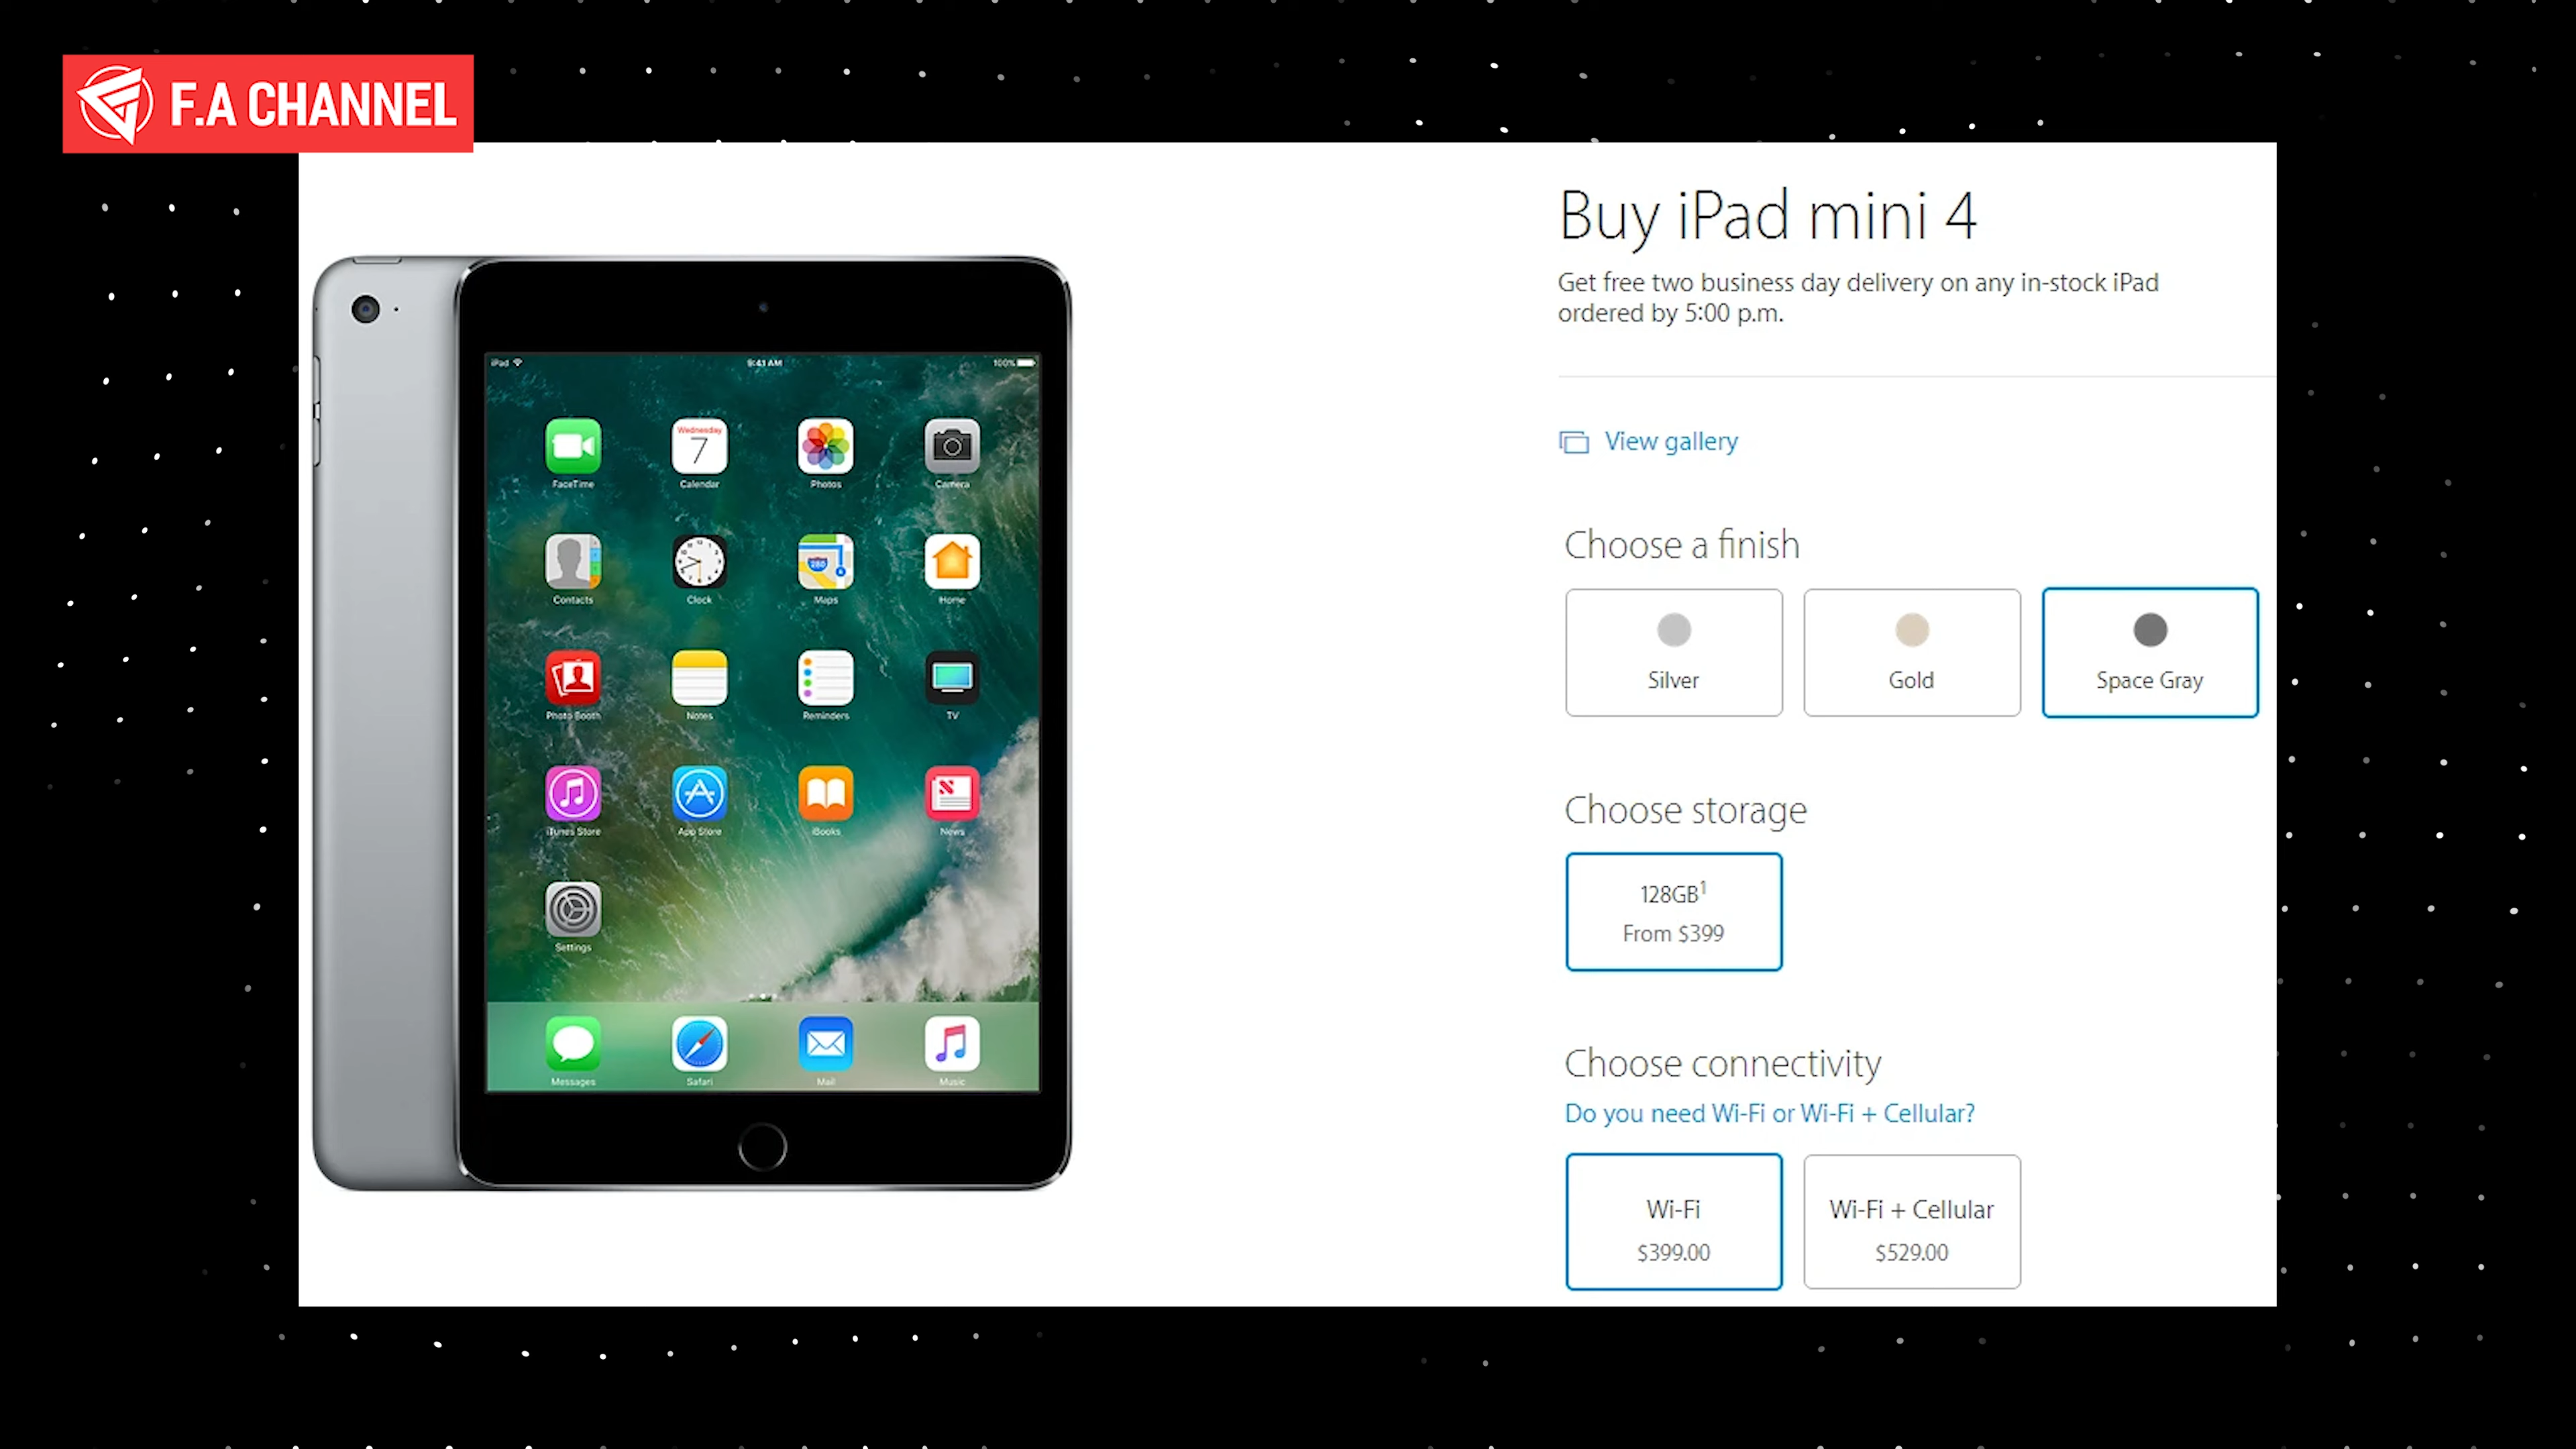 F.A CHANNEL
Buy iPad mini 4
Get free two business day delivery on any in-stock iPad
ordered by 5:00 p.m.
View gallery
Choose a finish
Silver
Gold
Space Gray
Choose storage
128GB1
From $399
Choose connectivity
Do you need Wi-Fi or Wi-Fi + Cellular?
Wi-Fi
$399.00
Wi-Fi + Cellular
$529.00
iPad
9:41 AM
100%
Wednesday
7
FaceTime
Calendar
Photos
Camera
280
Contacts
Clock
Maps
Home
Photo Booth
Notes
Reminders
TV
iTunes Store
App Store
iBooks
News
Settings
Messages
Safari
Mail
Music